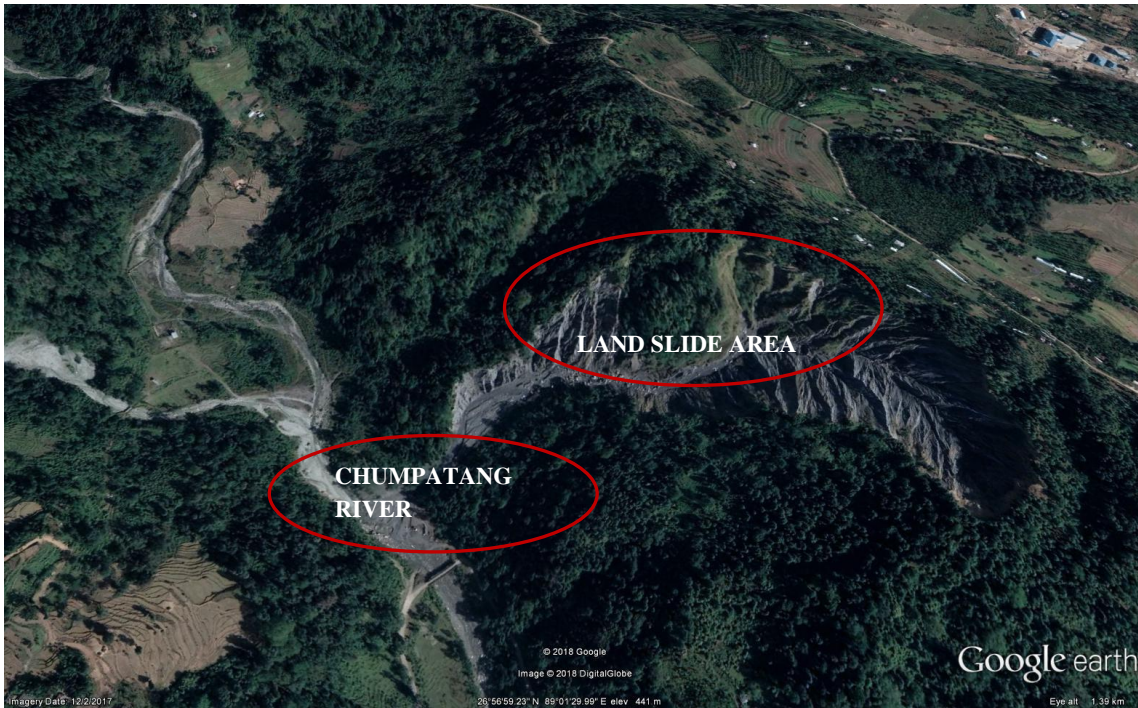 LAND SLIDE AREA
CHUMPATANG
RIVER
© 2018 Google
Image © 2018 DigitalGlobe
Google earth
Imagery Date: 12/2/2017
26°56'59.23" N 89°01'29.99" E elev 441 m
Eye alt 1.39 km